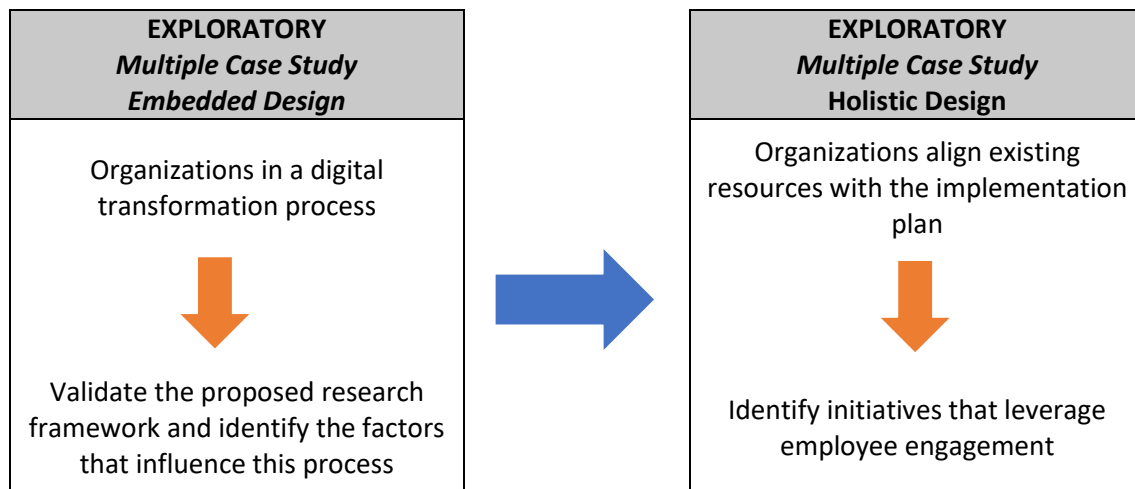 EXPLORATORY
Multiple Case Study
Embedded Design
Organizations in a digital
transformation process
Validate the proposed research
framework and identify the factors
that influence this process
EXPLORATORY
Multiple Case Study
Holistic Design
Organizations align existing
resources with the implementation
plan
Identify initiatives that leverage
employee engagement